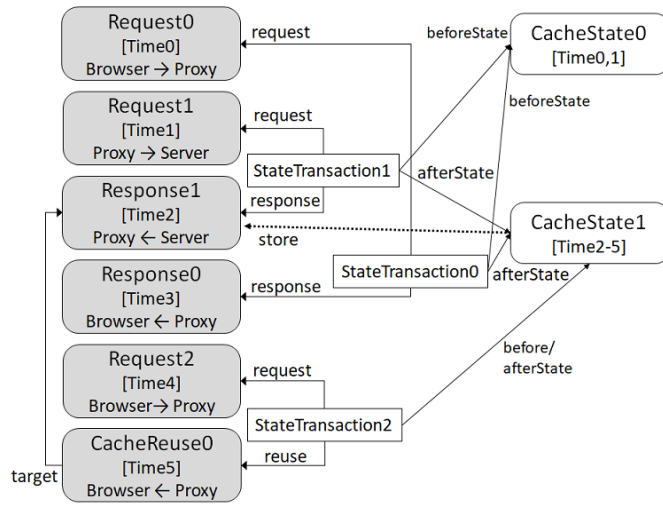 Request0
[Time0]
Browser → Proxy
request
beforeState
CacheState0
[Time0,1]
beforeState
Request1
[Time1]
Proxy → Server
request
StateTransaction1
afterState
Response1
[Time2]
Proxy ← Server
response
store
CacheState1
[Time2-5]
StateTransaction0
afterState
Response0
[Time3]
Browser ← Proxy
response
Request2
[Time4]
Browser→ Proxy
request
before/
afterState
StateTransaction2
CacheReuse0
[Time5]
Browser ← Proxy
reuse
target